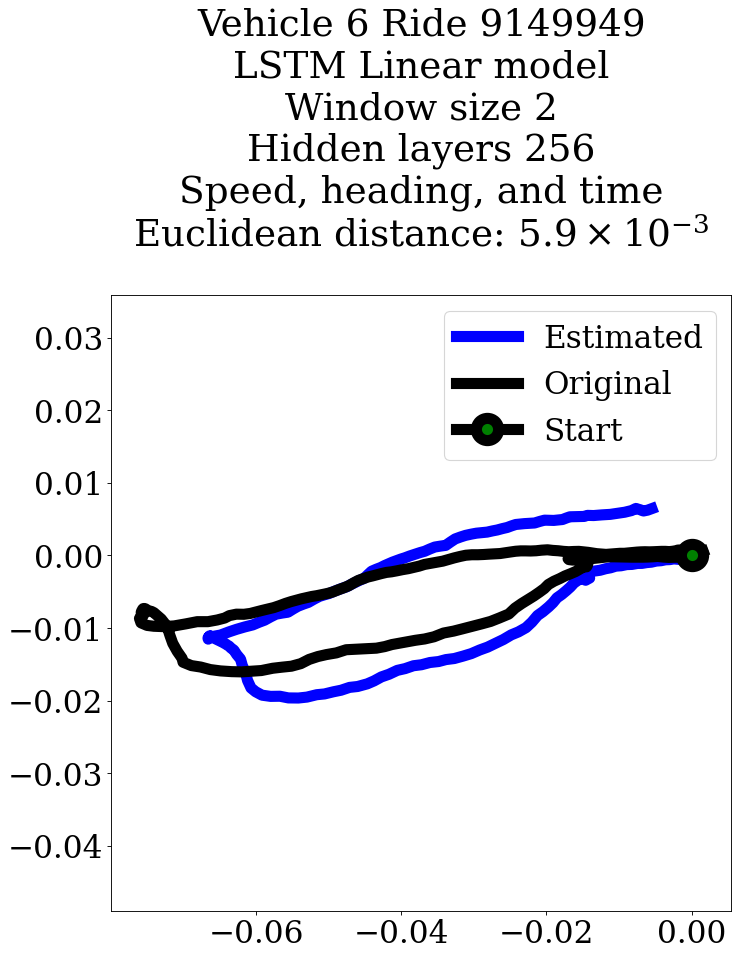 Vehicle 6 Ride 9149949
LSTM Linear model
Window size 2
Hidden layers 256
Speed, heading, and time
Euclidean distance: 5.9 × 10⁻³
Estimated
Original
Start
0.03
0.02
0.01
0.00
−0.01
−0.02
−0.03
−0.04
−0.06 −0.04 −0.02 0.00